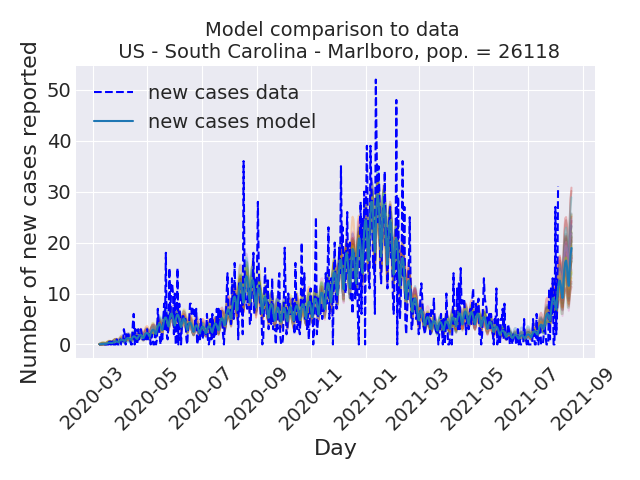 Model comparison to data
US - South Carolina - Marlboro, pop. = 26118
Number of new cases reported
50
40
30
20
10
0
new cases data
new cases model
2020-03
2020-05
2020-07
2020-09
2020-11
2021-01
2021-03
2021-05
2021-07
2021-09
Day